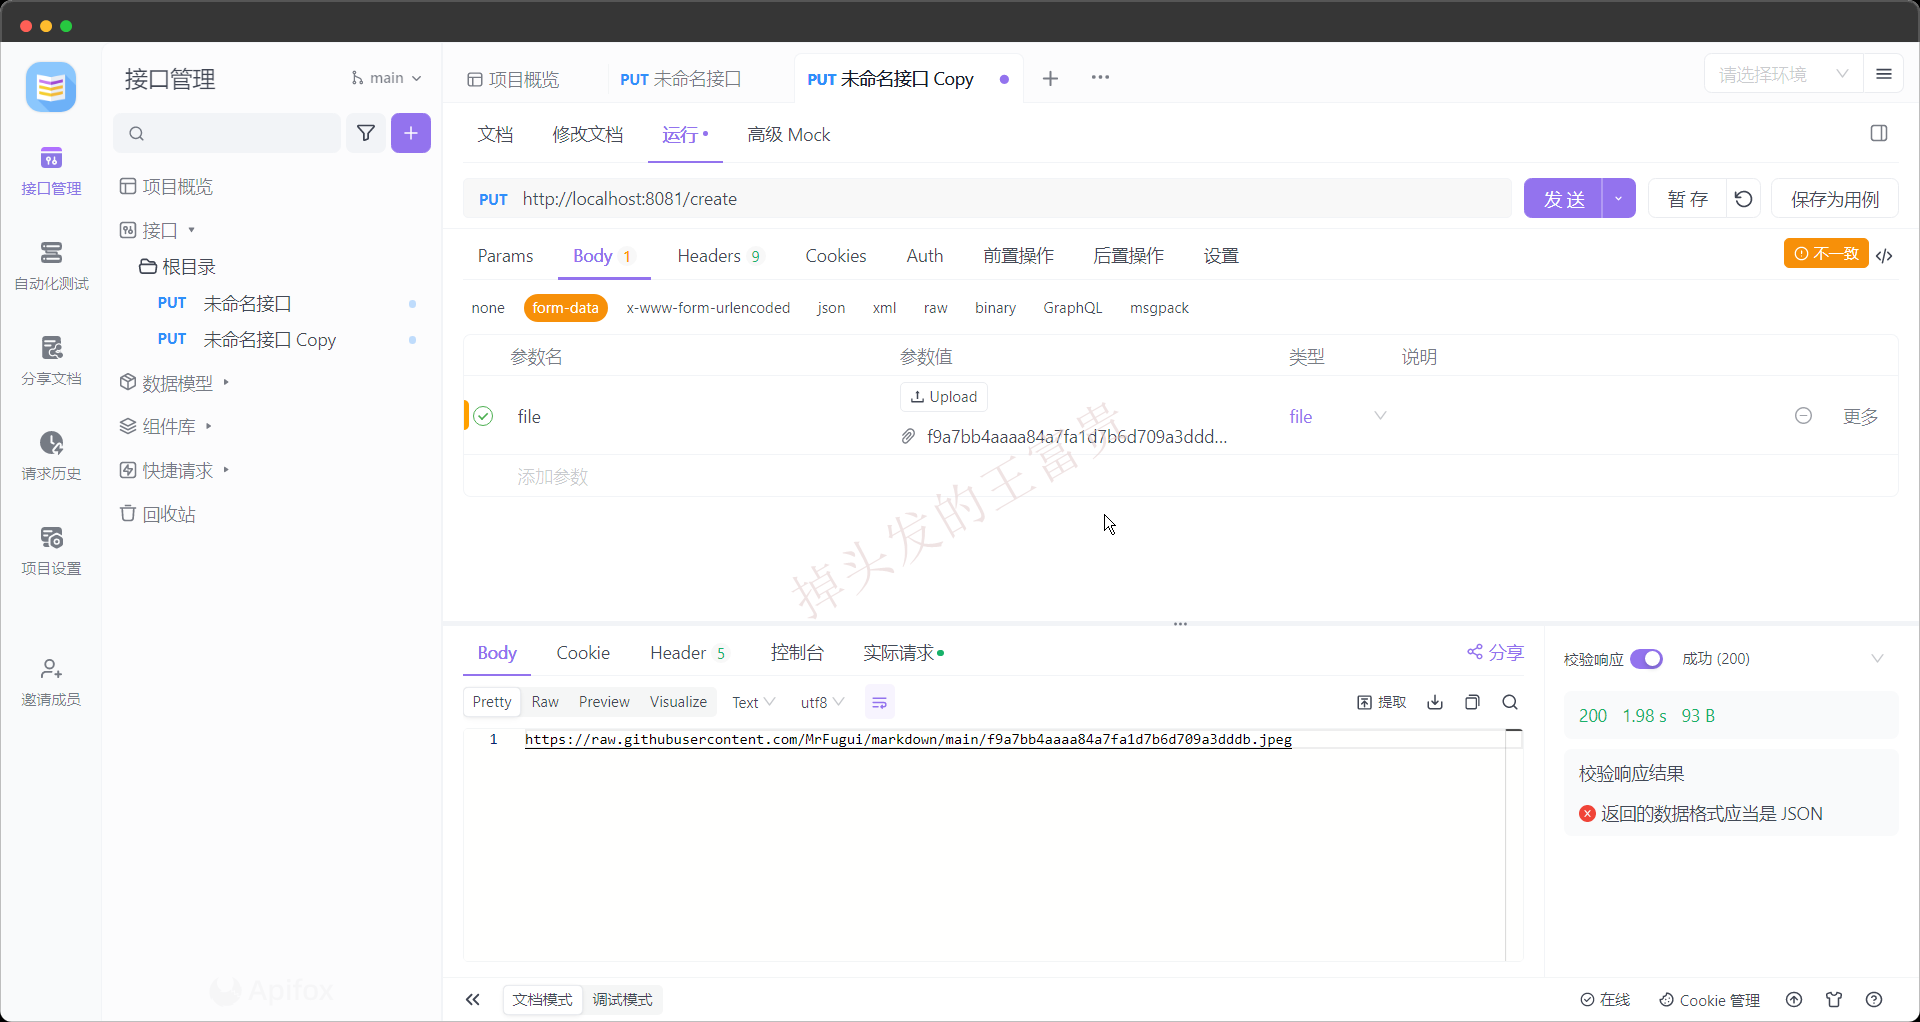 接口管理
main
项目概览
PUT 未命名接口
PUT 未命名接口 Copy
请选择环境
接口管理
自动化测试
分享文档
请求历史
项目设置
邀请成员
项目概览
接口
根目录
PUT 未命名接口
PUT 未命名接口 Copy
数据模型
组件库
快捷请求
回收站
Apifox
文档
修改文档
运行
高级 Mock
PUT http://localhost:8081/create
发送
暂存
保存为用例
Params
Body 1
Headers 9
Cookies
Auth
前置操作
后置操作
设置
不一致
none
form-data
x-www-form-urlencoded
json
xml
raw
binary
GraphQL
msgpack
参数名
参数值
类型
说明
file
Upload
f9a7bb4aaaa84a7fa1d7b6d709a3ddd...
file
更多
添加参数
掉头发的王富贵
Body
Cookie
Header 5
控制台
实际请求
分享
Pretty
Raw
Preview
Visualize
Text
utf8
提取
1 https://raw.githubusercontent.com/MrFugui/markdown/main/f9a7bb4aaaa84a7fa1d7b6d709a3dddb.jpeg
校验响应
成功 (200)
200 1.98 s 93 B
校验响应结果
返回的数据格式应当是 JSON
文档模式
调试模式
在线
Cookie 管理